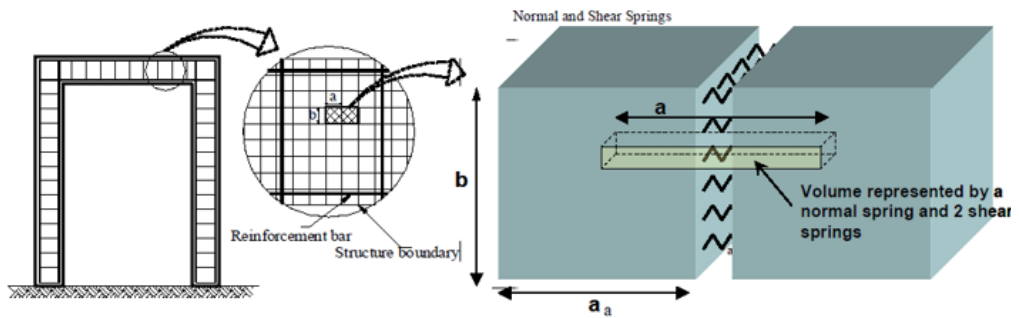 Normal and Shear Springs
a
b
Reinforcement bar
Structure boundary
a
b
Volume represented by a
normal spring and 2 shear
springs
a
a a